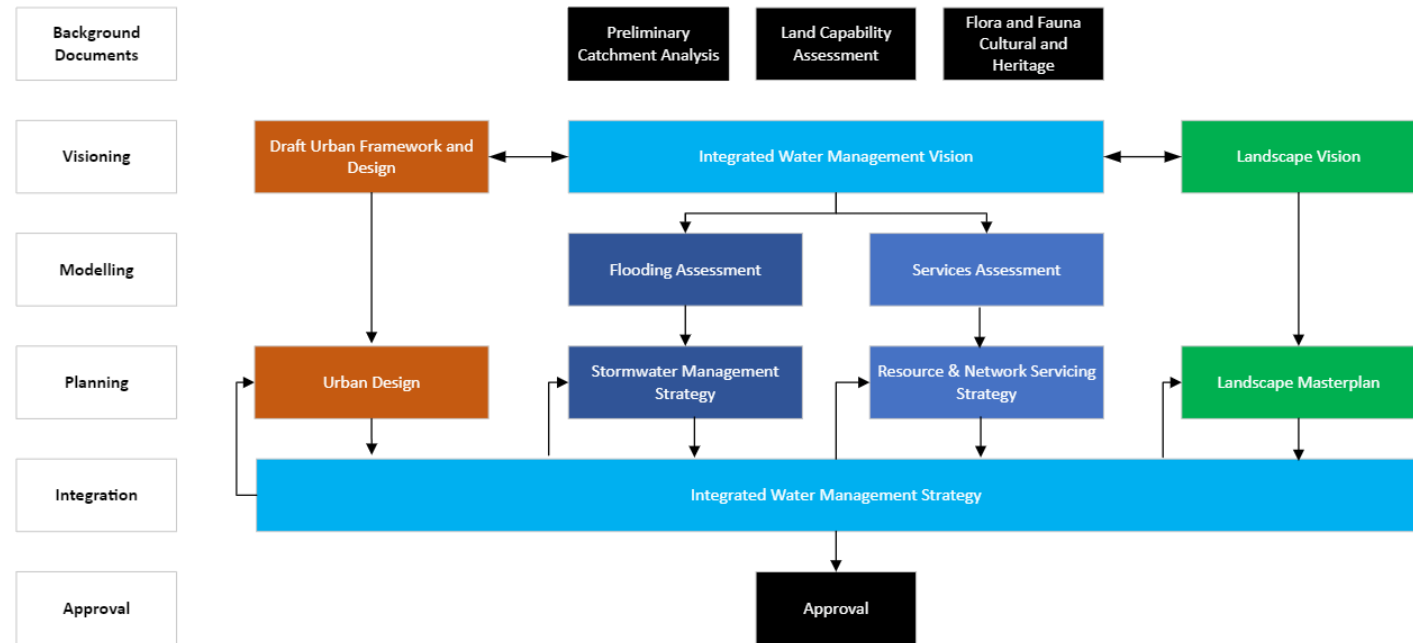 Background
Documents
Preliminary
Catchment Analysis
Land Capability
Assessment
Flora and Fauna
Cultural and
Heritage
Visioning
Draft Urban Framework and
Design
Integrated Water Management Vision
Landscape Vision
Modelling
Flooding Assessment
Services Assessment
Planning
Urban Design
Stormwater Management
Strategy
Resource & Network Servicing
Strategy
Landscape Masterplan
Integration
Integrated Water Management Strategy
Approval
Approval